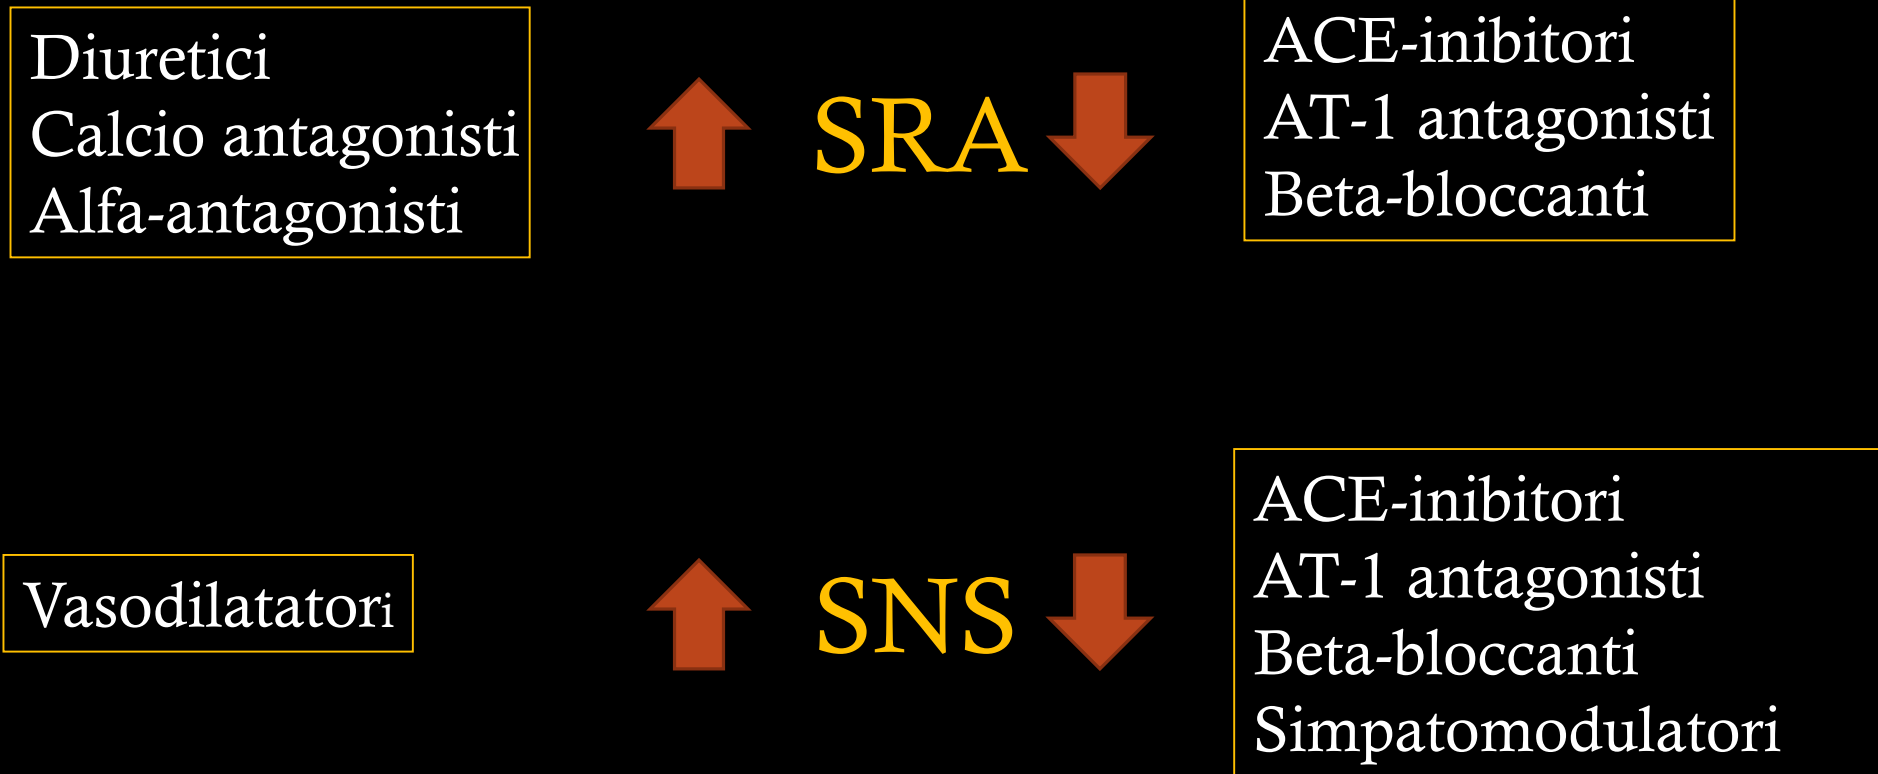 Diuretici
Calcio antagonisti
Alfa-antagonisti
SRA
ACE-inibitori
AT-1 antagonisti
Beta-bloccanti
Vasodilatatori
SNS
ACE-inibitori
AT-1 antagonisti
Beta-bloccanti
Simpatomodulatori